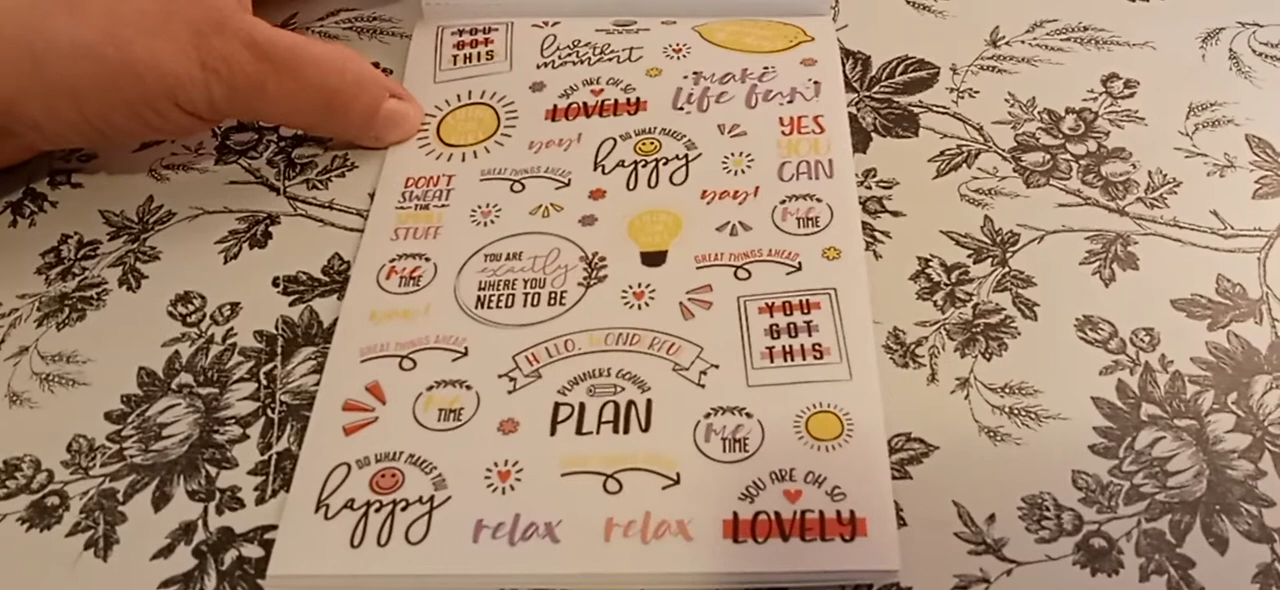 YOU
GOT
THIS
Live
in the
moment
YOU ARE OH SO
LOVELY
make
life fun!
yay!
DO WHAT MAKES YOU
happy
YES
YOU
CAN
DON'T
SWEAT
THE
SMALL
STUFF
GREAT THINGS AHEAD
yay!
me
TIME
me
TIME
YOU ARE
exactly
WHERE YOU
NEED TO BE
GREAT THINGS AHEAD
YOU
GOT
THIS
GREAT THINGS AHEAD
HELLO, WONDERFUL
PLANNERS GONNA
PLAN
me
TIME
me
TIME
DO WHAT MAKES YOU
happy
relax
relax
YOU ARE OH SO
LOVELY